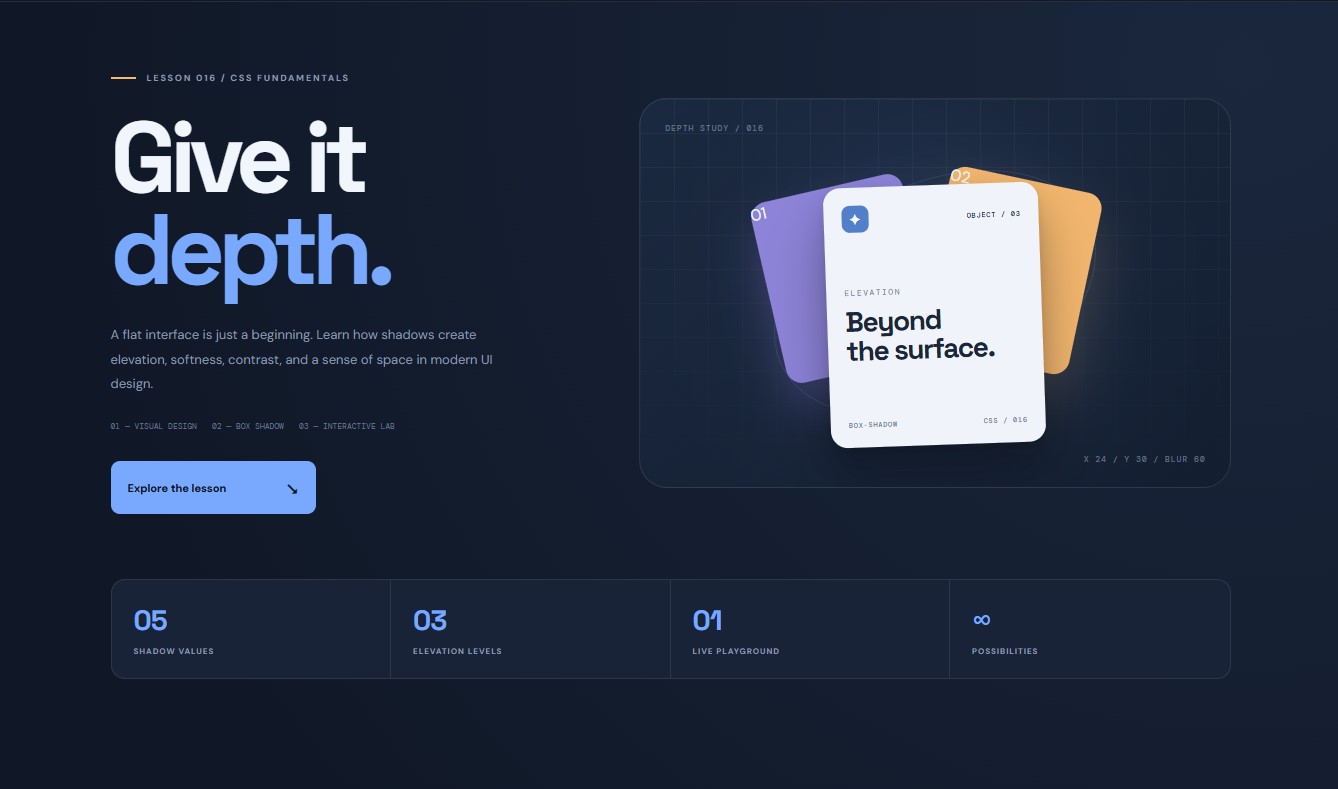 LESSON 016 / CSS FUNDAMENTALS
Give it
depth.
A flat interface is just a beginning. Learn how shadows create
elevation, softness, contrast, and a sense of space in modern UI
design.
01 — VISUAL DESIGN 02 — BOX SHADOW 03 — INTERACTIVE LAB
Explore the lesson ↘
DEPTH STUDY / 016
01
02
OBJECT / 03
ELEVATION
Beyond
the surface.
BOX-SHADOW CSS / 016
X 24 / Y 30 / BLUR 60
05
SHADOW VALUES
03
ELEVATION LEVELS
01
LIVE PLAYGROUND
∞
POSSIBILITIES